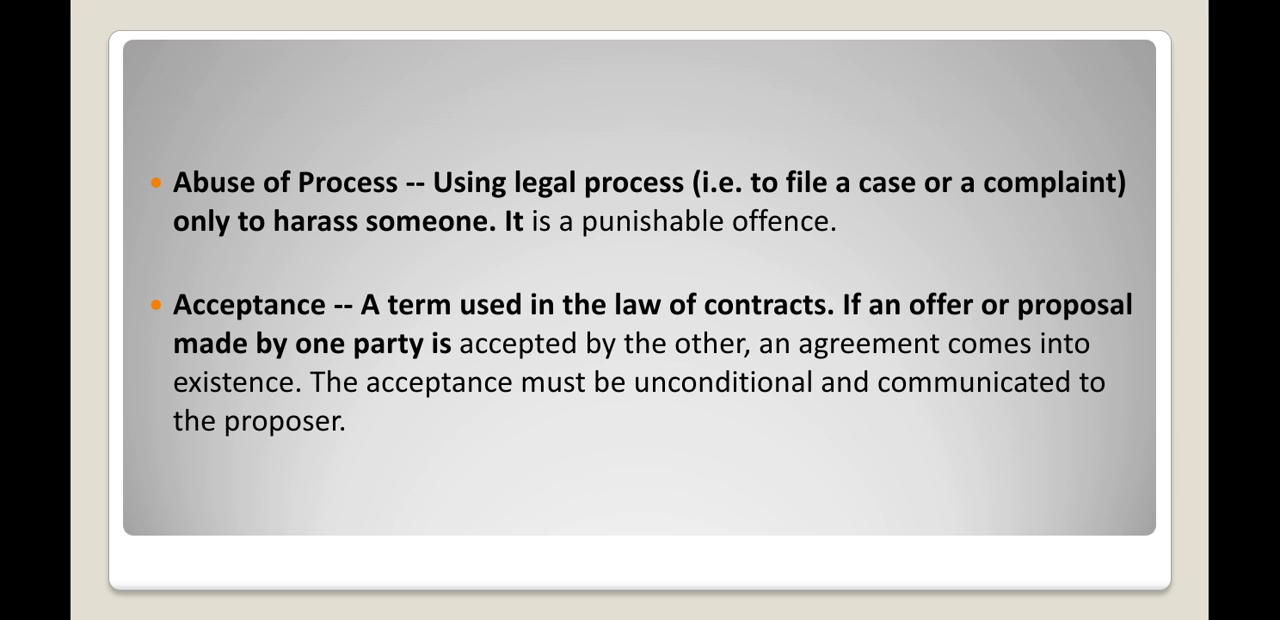 • Abuse of Process -- Using legal process (i.e. to file a case or a complaint)
only to harass someone. It is a punishable offence.
• Acceptance -- A term used in the law of contracts. If an offer or proposal
made by one party is accepted by the other, an agreement comes into
existence. The acceptance must be unconditional and communicated to
the proposer.